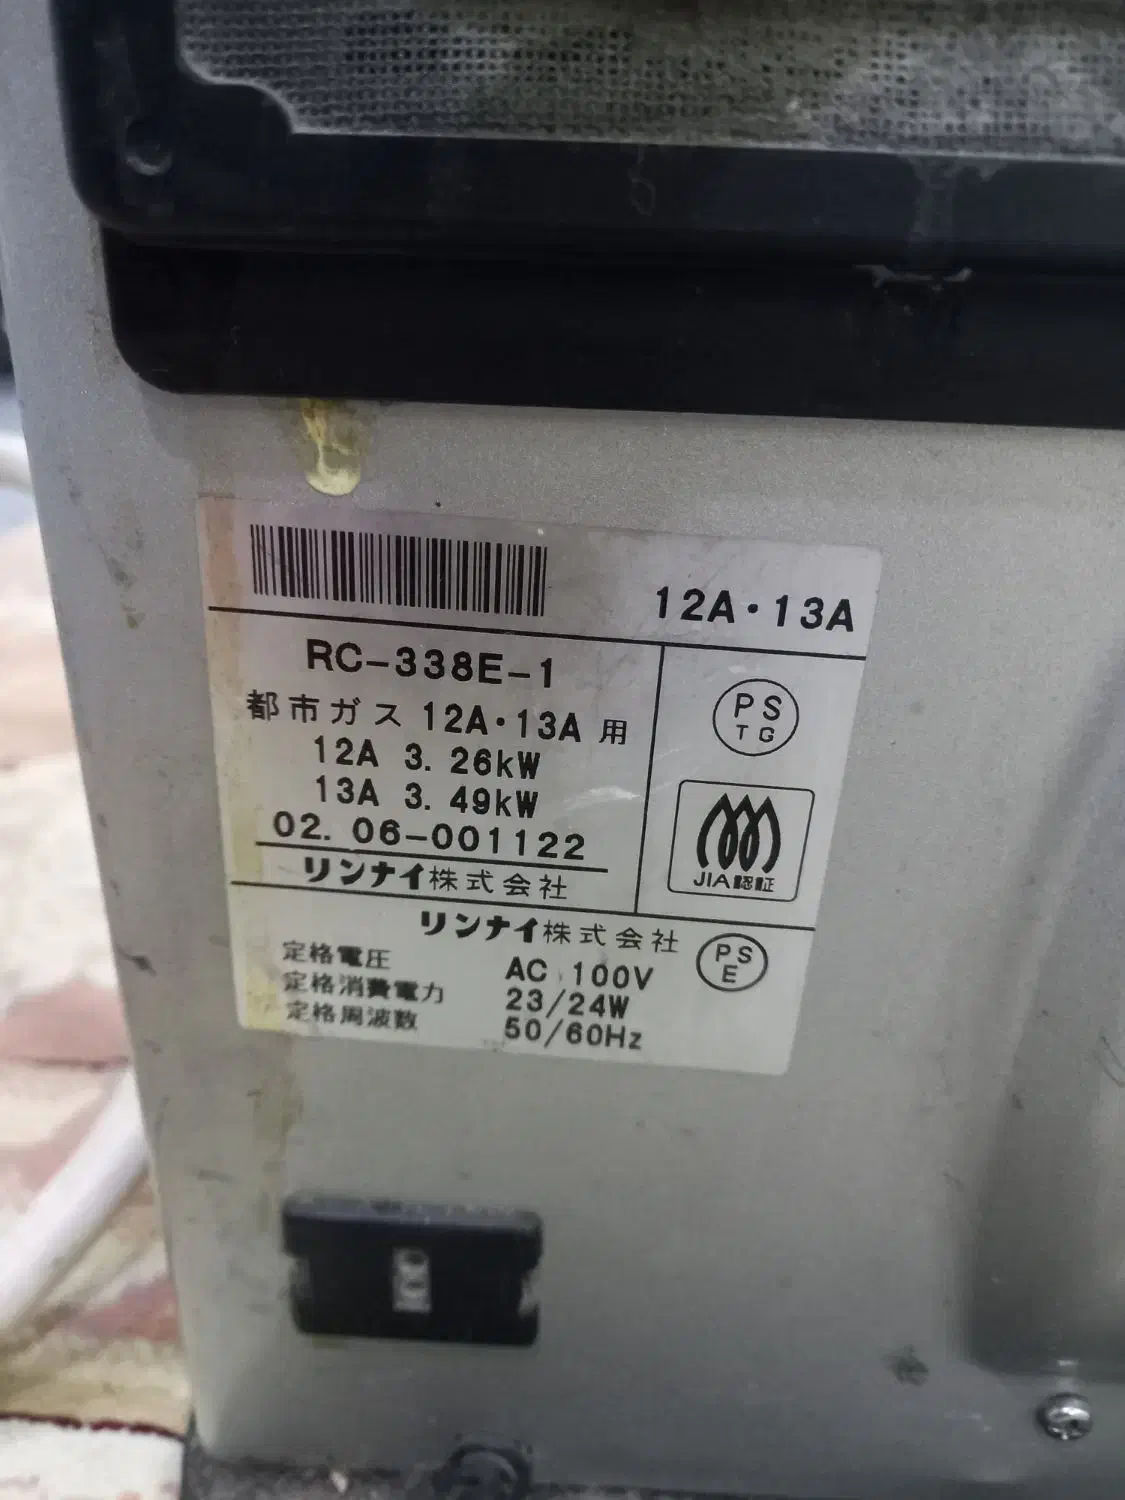 12A・13A
RC-338E-1
都市ガス 12A・13A 用
12A 3.26kW
13A 3.49kW
02.06-001122
リンナイ株式会社
PS
TG
JIA認証
リンナイ株式会社
定格電圧 AC 100V
定格消費電力 23/24W
定格周波数 50/60Hz
PS
E